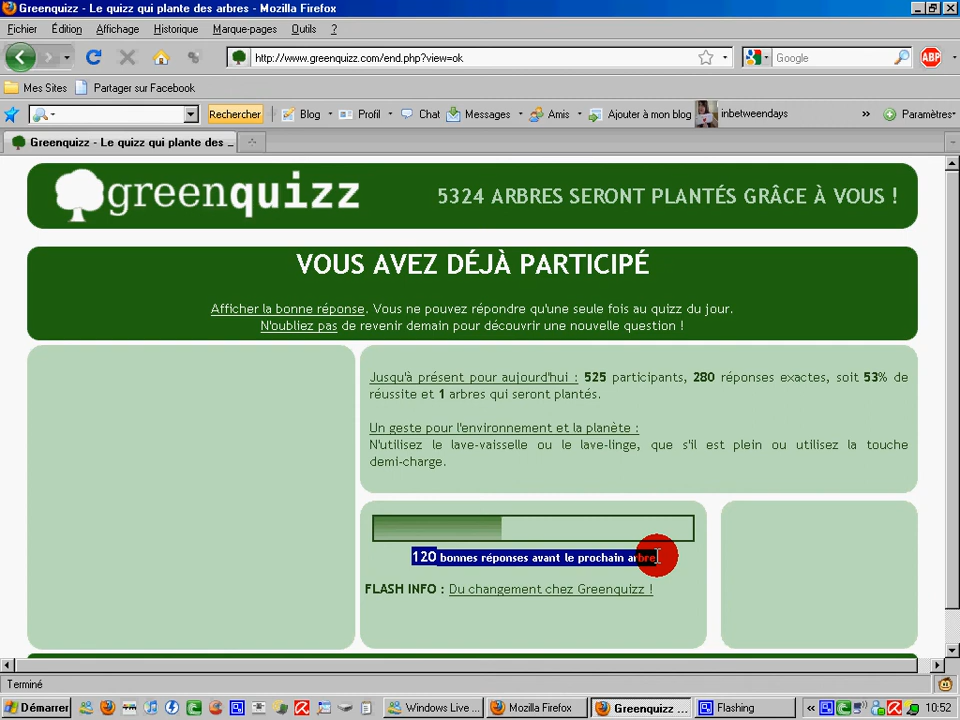 Greenquizz - Le quizz qui plante des arbres - Mozilla Firefox
Fichier Édition Affichage Historique Marque-pages Outils ?
http://www.greenquizz.com/end.php?view=ok
Google
ABP
Mes Sites Partager sur Facebook
Rechercher Blog Profil Chat Messages Amis Ajouter à mon blog inbetweendays » Paramètres
Greenquizz - Le quizz qui plante des ...
greenquizz
5324 ARBRES SERONT PLANTÉS GRÂCE À VOUS !
VOUS AVEZ DÉJÀ PARTICIPÉ
Afficher la bonne réponse. Vous ne pouvez répondre qu'une seule fois au quizz du jour.
N'oubliez pas de revenir demain pour découvrir une nouvelle question !
Jusqu'à présent pour aujourd'hui : 525 participants, 280 réponses exactes, soit 53% de
réussite et 1 arbres qui seront plantés.
Un geste pour l'environnement et la planète :
N'utilisez le lave-vaisselle ou le lave-linge, que s'il est plein ou utilisez la touche
demi-charge.
120 bonnes réponses avant le prochain arbre
FLASH INFO : Du changement chez Greenquizz !
Terminé
Démarrer Windows Live ... Mozilla Firefox Greenquizz ... Flashing « 10:52